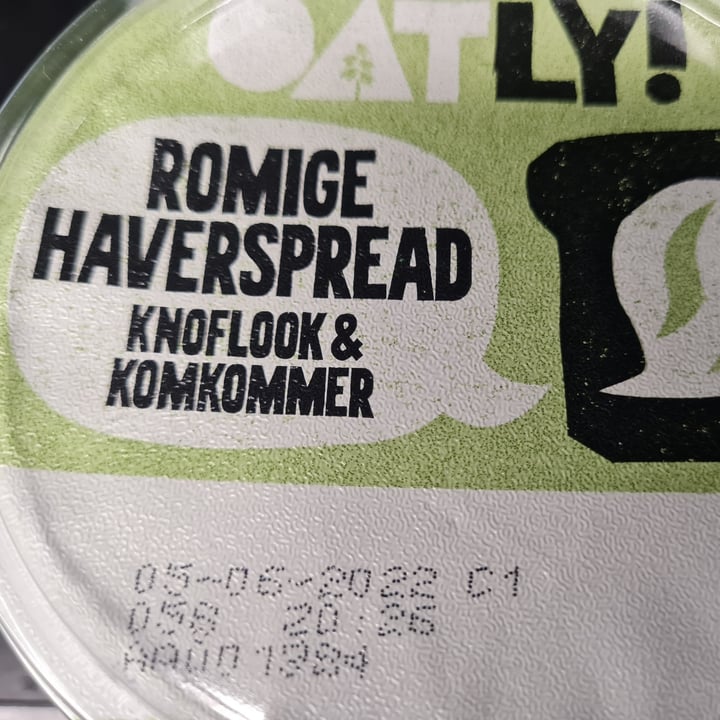 OATLY!
ROMIGE
HAVERSPREAD
KNOFLOOK &
KOMKOMMER
05-06-2022 C1
20:26